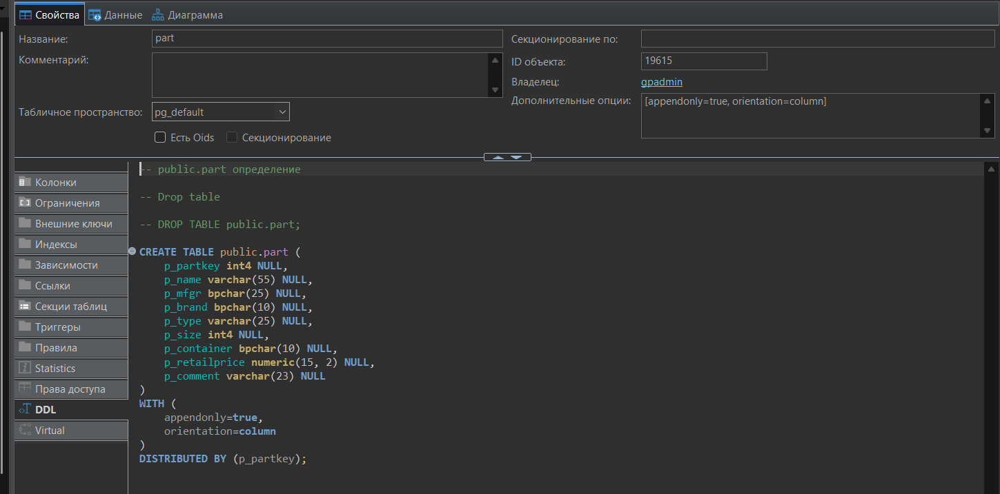 Свойства Данные Диаграмма
Название: part
Комментарий:
Табличное пространство: pg_default
Есть Oids Секционирование
Секционирование по:
ID объекта: 19615
Владелец: gpadmin
Дополнительные опции: [appendonly=true, orientation=column]
Колонки
Ограничения
Внешние ключи
Индексы
Зависимости
Ссылки
Секции таблиц
Триггеры
Правила
Statistics
Права доступа
DDL
Virtual
-- public.part определение
-- Drop table
-- DROP TABLE public.part;
CREATE TABLE public.part (
p_partkey int4 NULL,
p_name varchar(55) NULL,
p_mfgr bpchar(25) NULL,
p_brand bpchar(10) NULL,
p_type varchar(25) NULL,
p_size int4 NULL,
p_container bpchar(10) NULL,
p_retailprice numeric(15, 2) NULL,
p_comment varchar(23) NULL
)
WITH (
appendonly=true,
orientation=column
)
DISTRIBUTED BY (p_partkey);